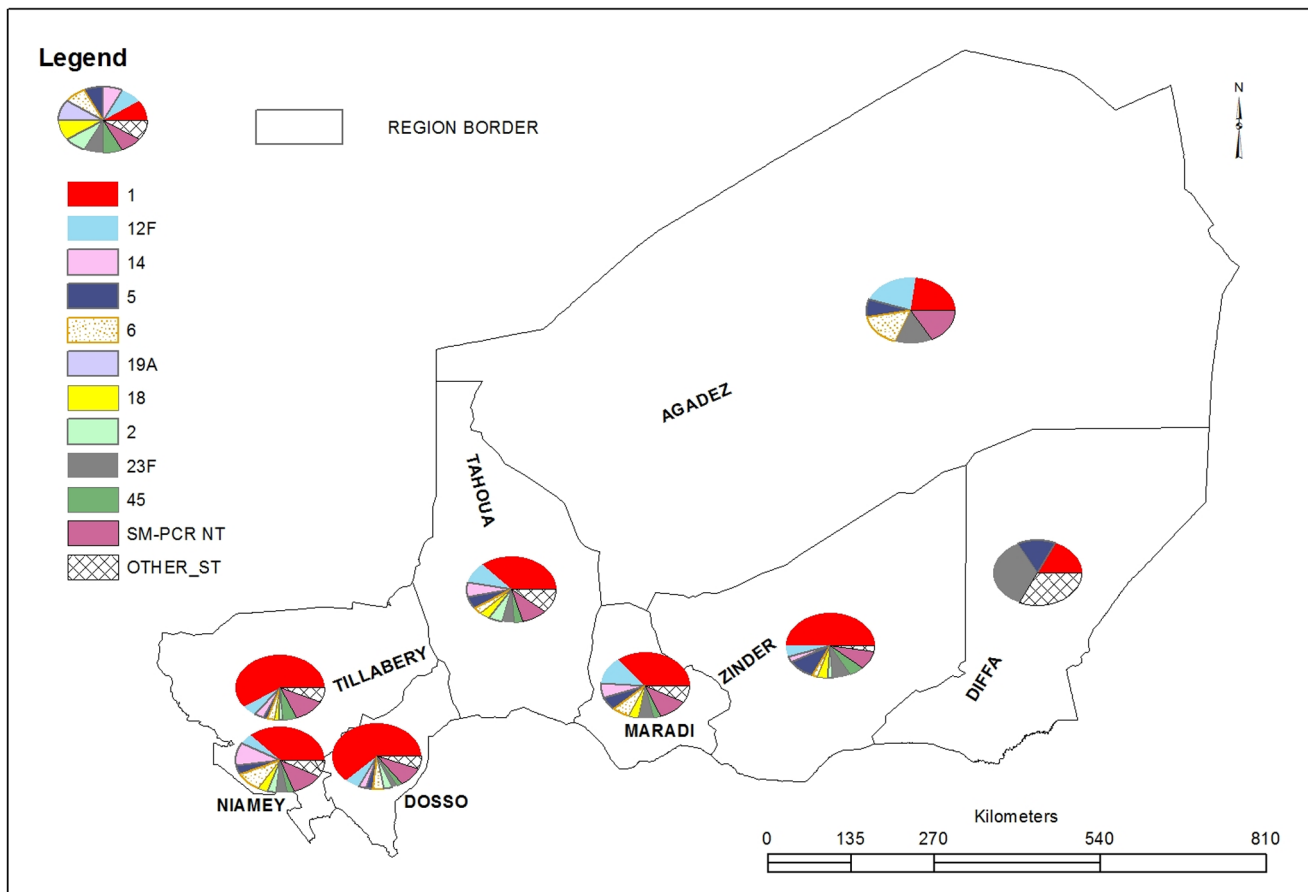 Legend
REGION BORDER
N
1
12F
14
5
6
19A
18
2
23F
45
SM-PCR NT
OTHER_ST
AGADEZ
TAHOUA
TILLABERY
ZINDER
DIFFA
MARADI
NIAMEY
DOSSO
Kilometers
0 135 270 540 810